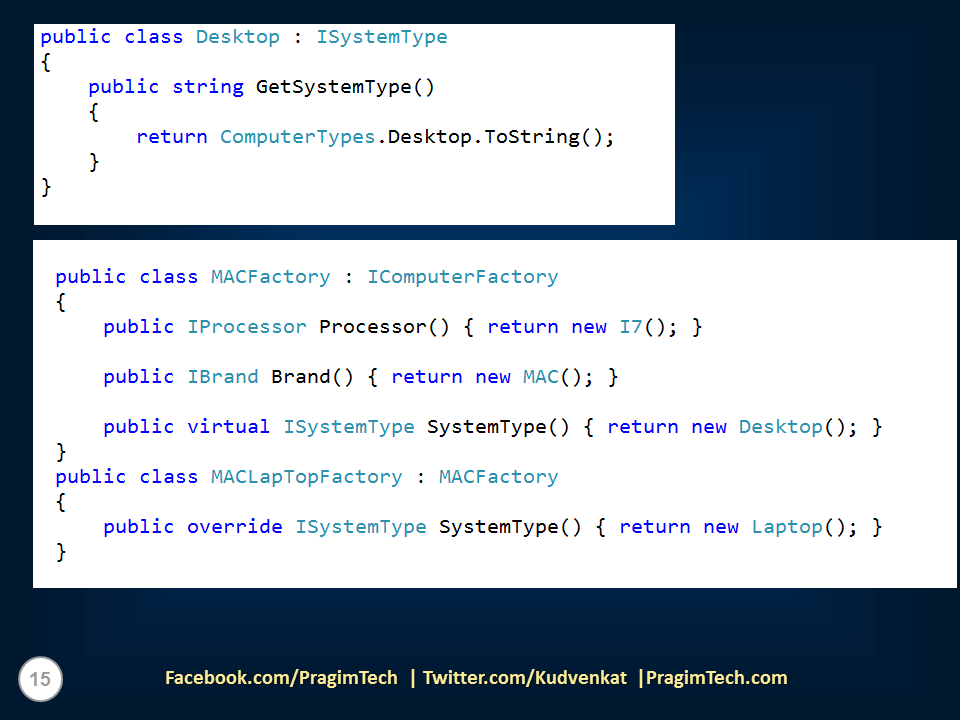 public class Desktop : ISystemType
{
    public string GetSystemType()
    {
        return ComputerTypes.Desktop.ToString();
    }
}
public class MACFactory : IComputerFactory
{
    public IProcessor Processor() { return new I7(); }
    public IBrand Brand() { return new MAC(); }
    public virtual ISystemType SystemType() { return new Desktop(); }
}
public class MACLapTopFactory : MACFactory
{
    public override ISystemType SystemType() { return new Laptop(); }
}
15
Facebook.com/PragimTech | Twitter.com/Kudvenkat |PragimTech.com